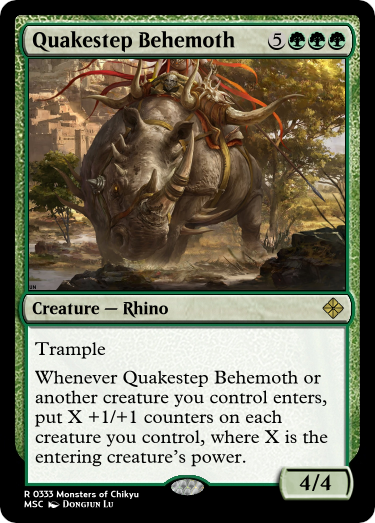 Quakestep Behemoth 5
Creature — Rhino
Trample
Whenever Quakestep Behemoth or
another creature you control enters,
put X +1/+1 counters on each
creature you control, where X is the
entering creature's power.
4/4
R 0333 Monsters of Chikyu
MSC Dongjun Lu